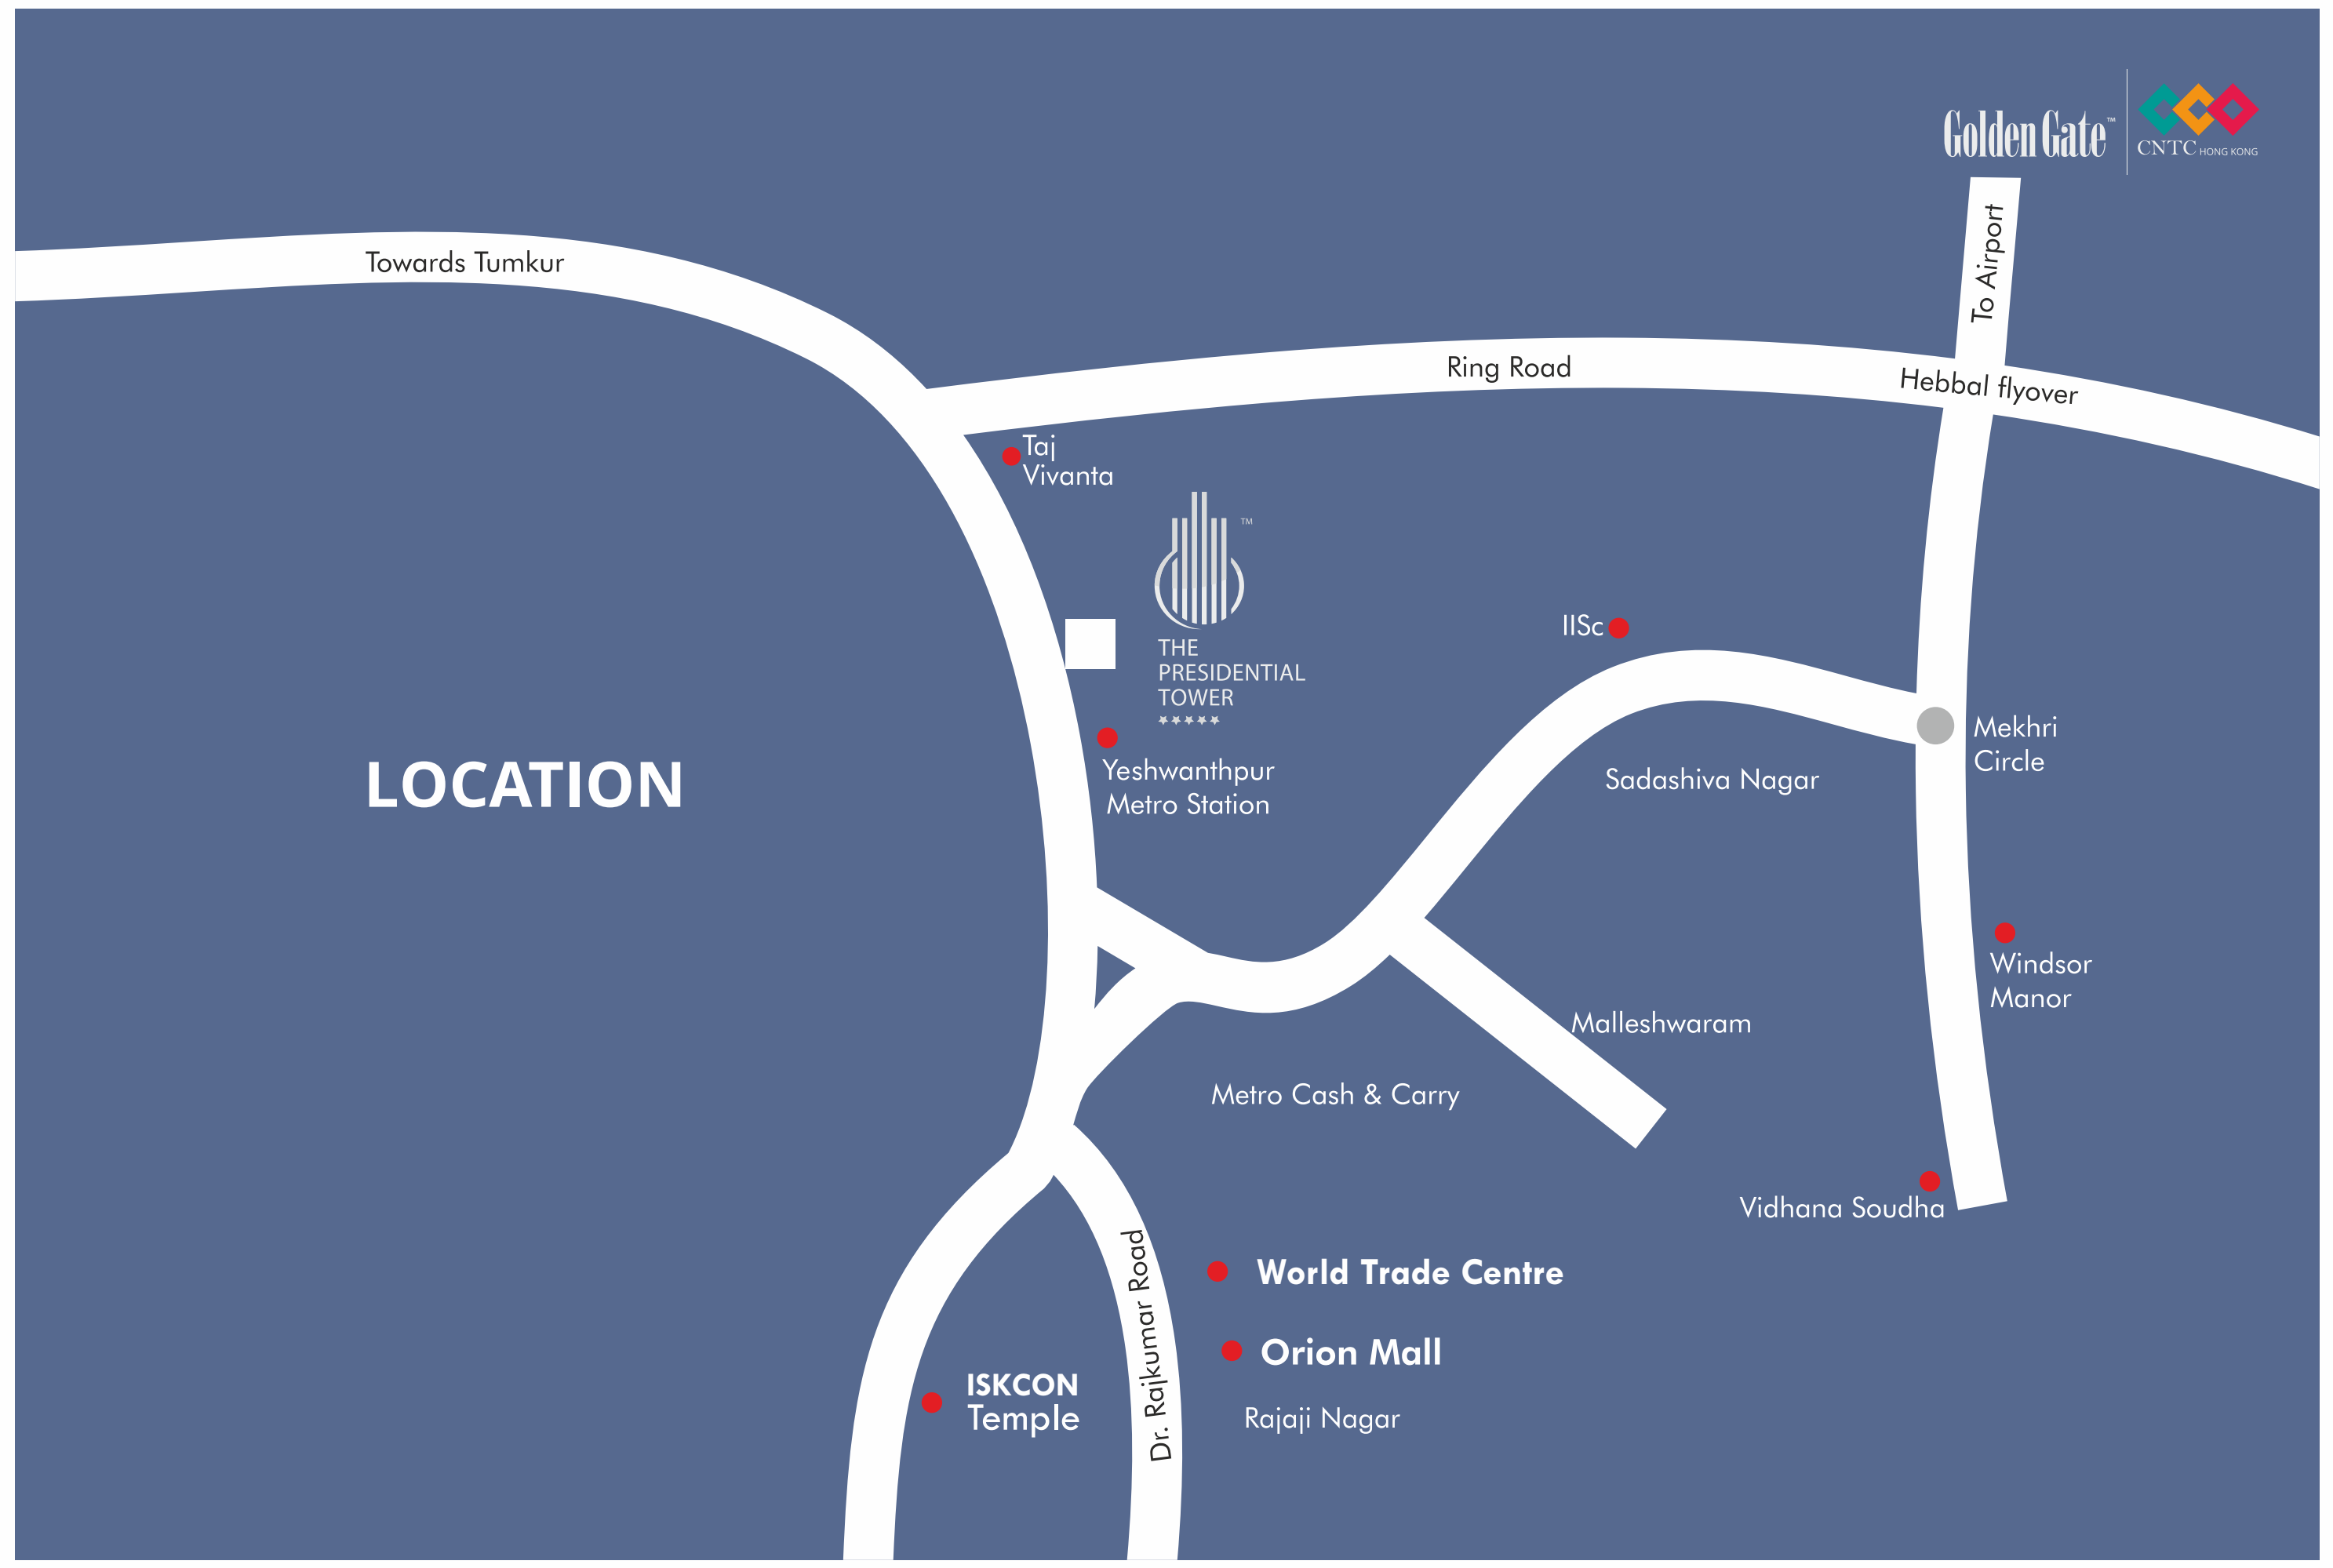 Golden Gate™
CNTC HONG KONG
To Airport
Towards Tumkur
Ring Road
Hebbal flyover
Taj
Vivanta
TM
THE
PRESIDENTIAL
TOWER
IISc
Mekhri
Circle
Yeshwanthpur
Metro Station
LOCATION
Sadashiva Nagar
Windsor
Manor
Malleshwaram
Metro Cash & Carry
Vidhana Soudha
World Trade Centre
Orion Mall
Dr. Rajkumar Road
ISKCON
Temple
Rajaji Nagar